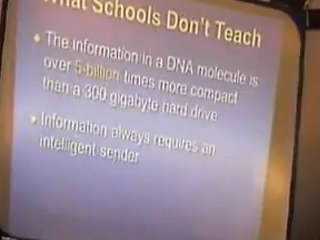 What Schools Don't Teach
• The information in a DNA molecule is
over 5-billion times more compact
than a 300 gigabyte hard drive
• Information always requires an
intelligent sender